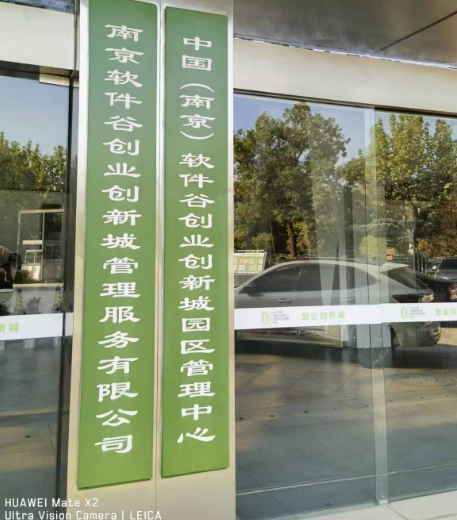 中国（南京）软件谷创业创新城园区管理中心
南京软件谷创业创新城管理服务有限公司
创业创新城
创业创新城
新城
HUAWEI Mate X2
Ultra Vision Camera | LEICA